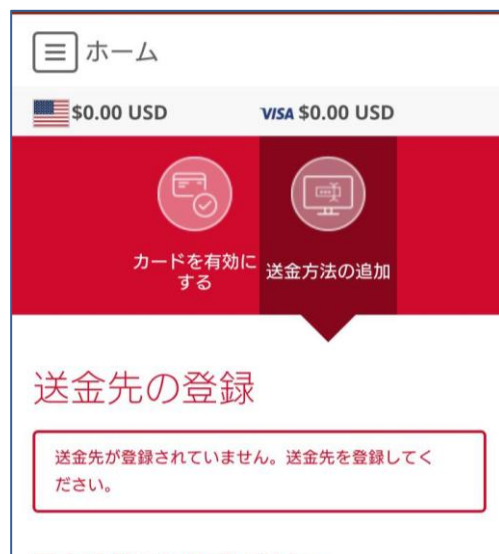 ホーム
$0.00 USD VISA $0.00 USD
カードを有効に
する
送金方法の追加
送金先の登録
送金先が登録されていません。送金先を登録してく
ださい。